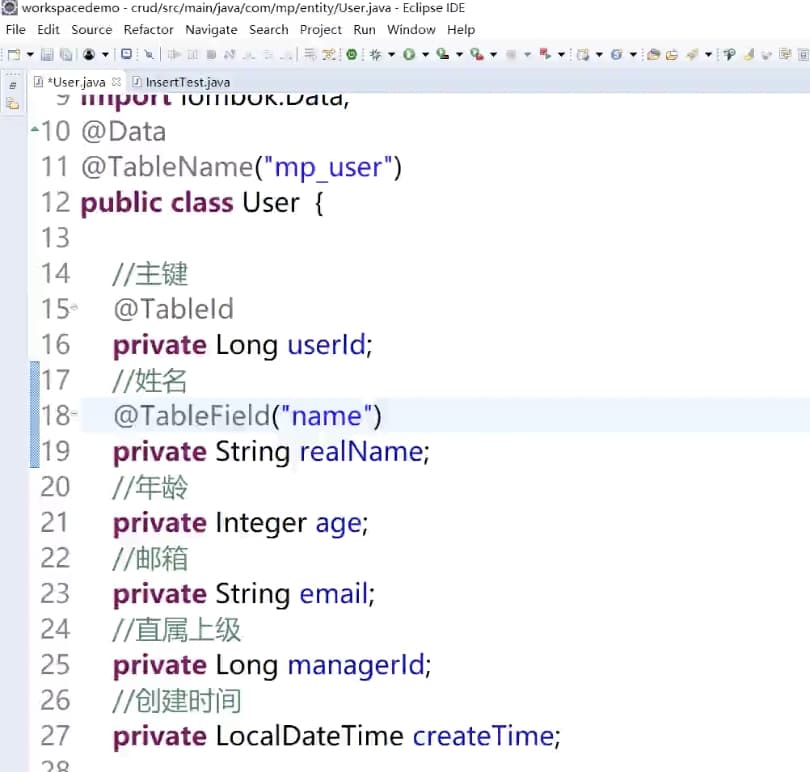 workspacedemo - crud/src/main/java/com/mp/entity/User.java - Eclipse IDE
File Edit Source Refactor Navigate Search Project Run Window Help
*User.java InsertTest.java
9 import lombok.Data;
10 @Data
11 @TableName("mp_user")
12 public class User {
13
14 //主键
15 @TableId
16 private Long userId;
17 //姓名
18 @TableField("name")
19 private String realName;
20 //年龄
21 private Integer age;
22 //邮箱
23 private String email;
24 //直属上级
25 private Long managerId;
26 //创建时间
27 private LocalDateTime createTime;
28